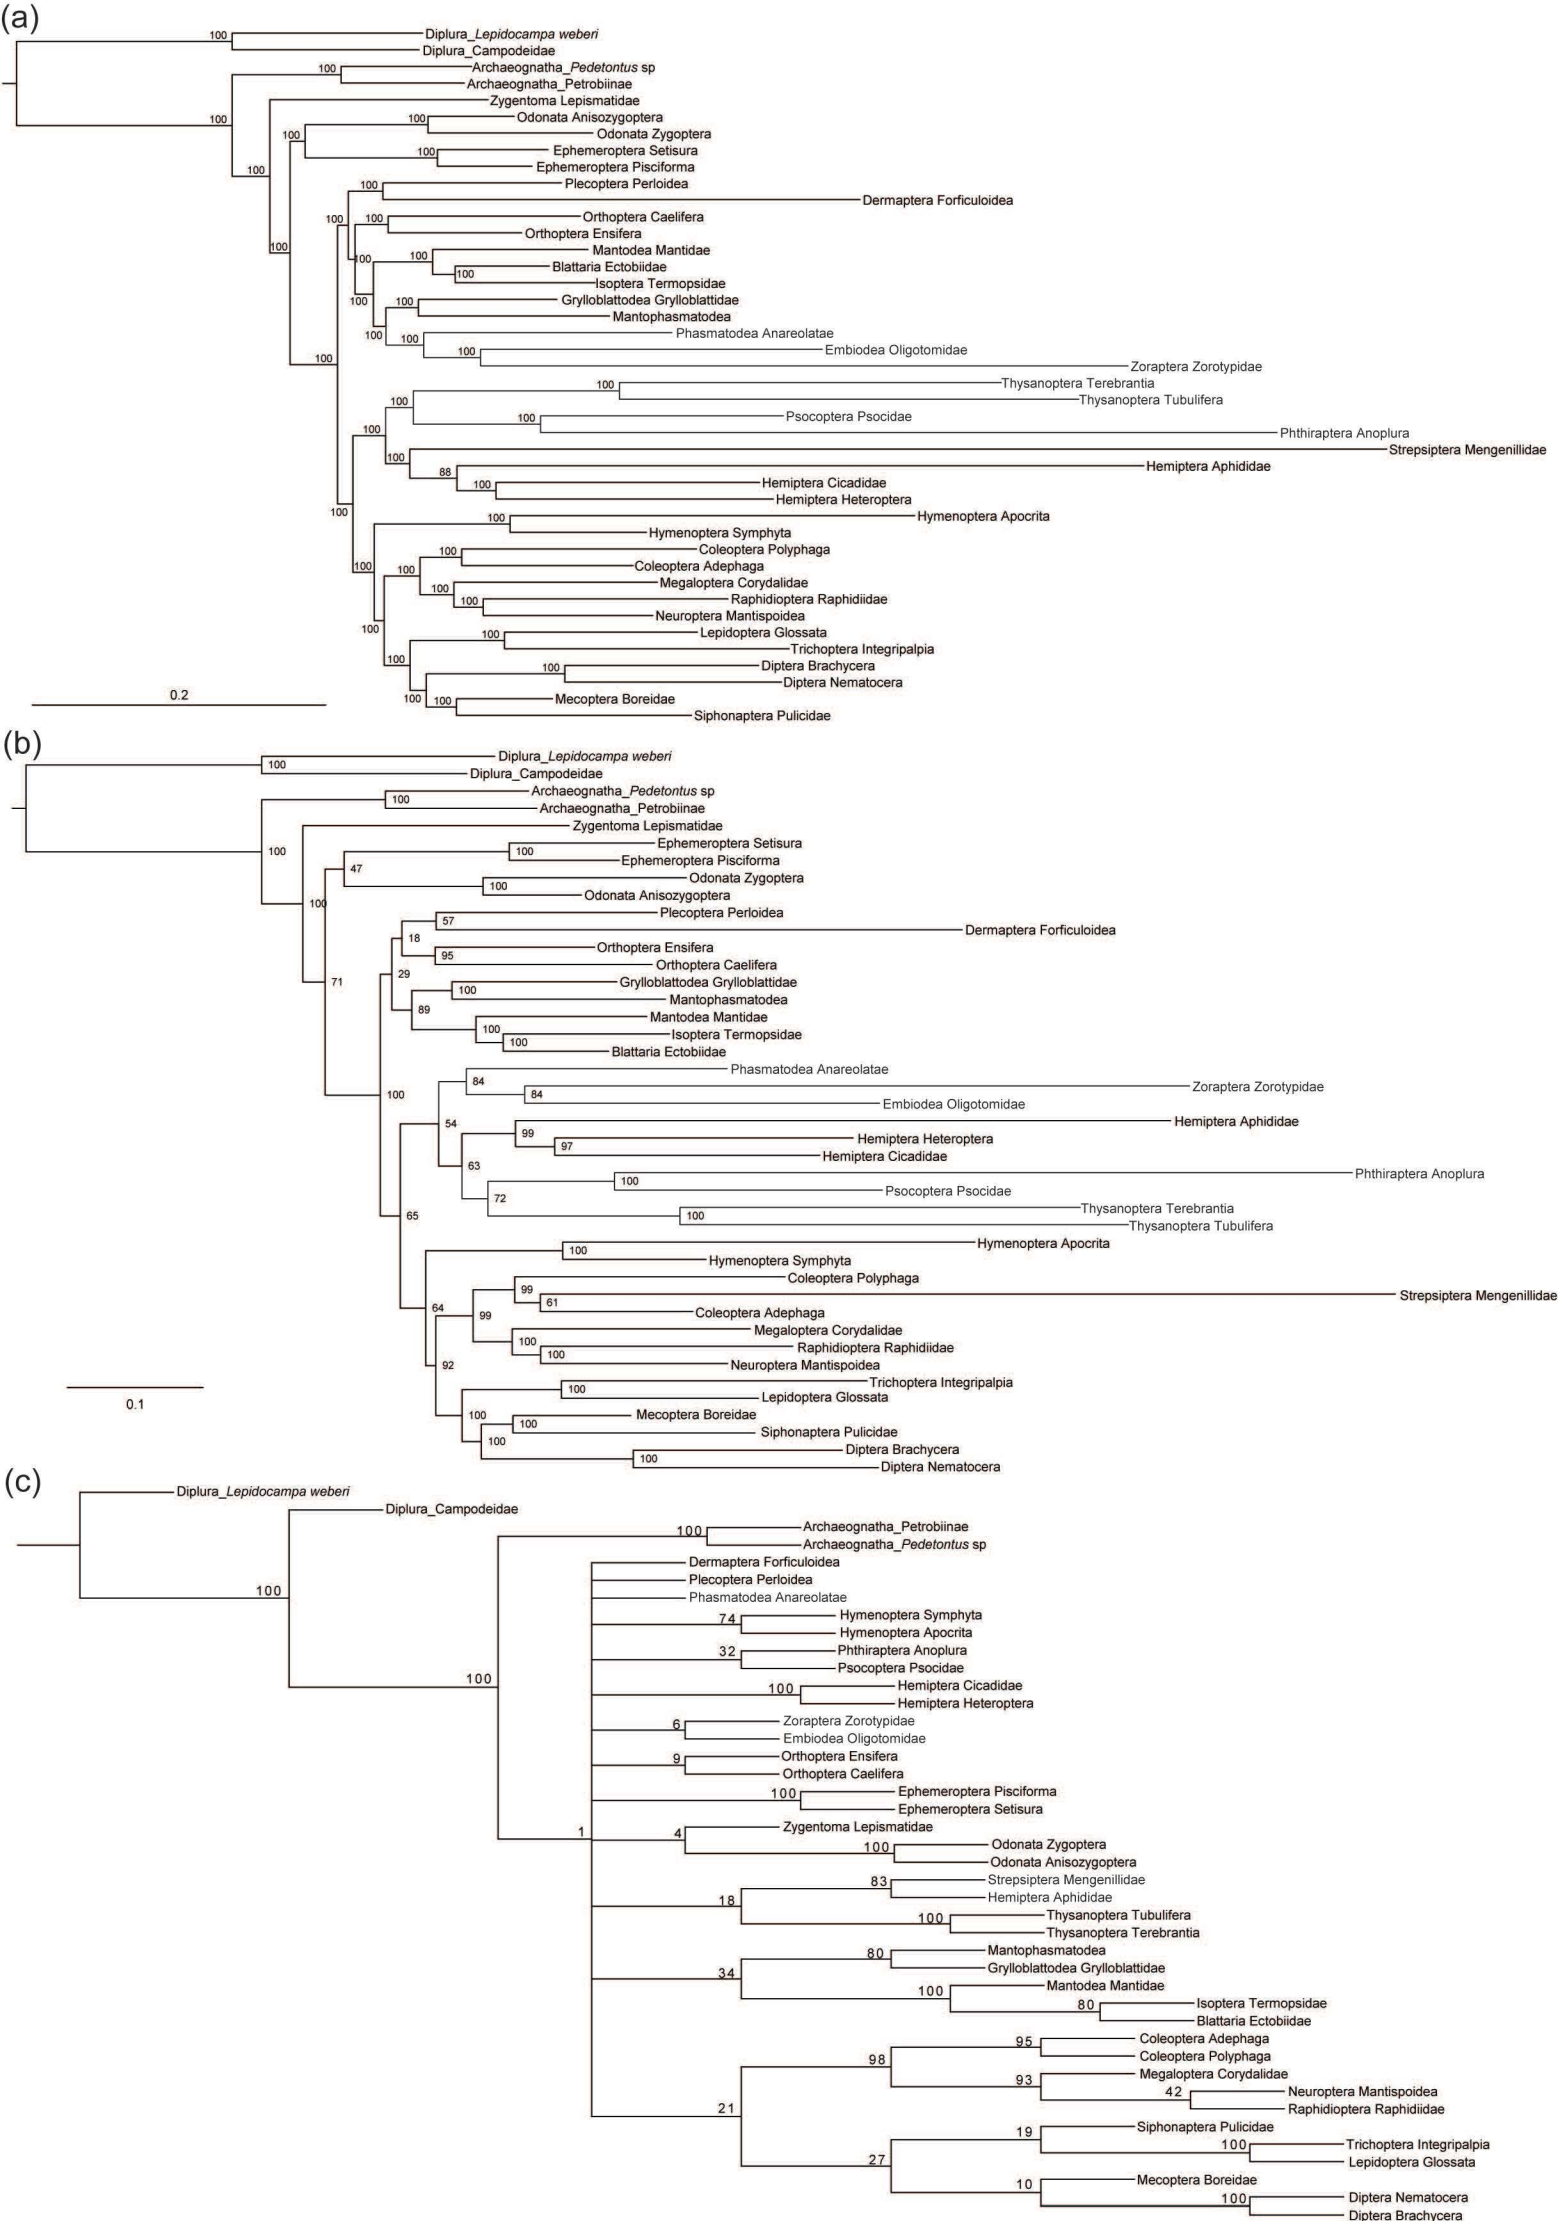 (a)
100
Diplura_Lepidocampa weberi
Diplura_Campodeidae
100
Archaeognatha_Pedetontus sp
Archaeognatha_Petrobiinae
Zygentoma Lepismatidae
100
Odonata Anisozygoptera
100
100
Odonata Zygoptera
100
Ephemeroptera Setisura
100
Ephemeroptera Pisciforma
100
Plecoptera Perloidea
Dermaptera Forficuloidea
100
100
Orthoptera Caelifera
Orthoptera Ensifera
100
100
Mantodea Mantidae
100
Blattaria Ectobiidae
100
Isoptera Termopsidae
100
100
Grylloblattodea Grylloblattidae
Mantophasmatodea
100
100
Phasmatodea Anareolatae
100
100
Embiodea Oligotomidae
Zoraptera Zorotypidae
100
Thysanoptera Terebrantia
100
Thysanoptera Tubulifera
100
100
Psocoptera Psocidae
Phthiraptera Anoplura
100
Strepsiptera Mengenillidae
88
Hemiptera Aphididae
100
Hemiptera Cicadidae
Hemiptera Heteroptera
100
100
Hymenoptera Apocrita
Hymenoptera Symphyta
100
Coleoptera Polyphaga
100
100
Coleoptera Adephaga
100
Megaloptera Corydalidae
100
Raphidioptera Raphidiidae
Neuroptera Mantispoidea
100
100
Lepidoptera Glossata
Trichoptera Integripalpia
100
100
Diptera Brachycera
Diptera Nematocera
100
100
Mecoptera Boreidae
Siphonaptera Pulicidae
0.2
(b)
Diplura_Lepidocampa weberi
100
Diplura_Campodeidae
Archaeognatha_Pedetontus sp
100
Archaeognatha_Petrobiinae
Zygentoma Lepismatidae
100
Ephemeroptera Setisura
100
Ephemeroptera Pisciforma
47
Odonata Zygoptera
100
Odonata Anisozygoptera
100
Plecoptera Perloidea
57
Dermaptera Forficuloidea
18
Orthoptera Ensifera
95
Orthoptera Caelifera
29
71
Grylloblattodea Grylloblattidae
100
Mantophasmatodea
89
Mantodea Mantidae
100
Isoptera Termopsidae
100
Blattaria Ectobiidae
Phasmatodea Anareolatae
84
Zoraptera Zorotypidae
100
84
Embiodea Oligotomidae
54
Hemiptera Aphididae
99
Hemiptera Heteroptera
97
Hemiptera Cicadidae
63
Phthiraptera Anoplura
100
Psocoptera Psocidae
72
Thysanoptera Terebrantia
65
100
Thysanoptera Tubulifera
Hymenoptera Apocrita
100
Hymenoptera Symphyta
Coleoptera Polyphaga
99
Strepsiptera Mengenillidae
61
64
99
Coleoptera Adephaga
Megaloptera Corydalidae
100
Raphidioptera Raphidiidae
100
92
Neuroptera Mantispoidea
Trichoptera Integripalpia
100
Lepidoptera Glossata
0.1
100
Mecoptera Boreidae
100
Siphonaptera Pulicidae
100
Diptera Brachycera
100
Diptera Nematocera
(c)
Diplura_Lepidocampa weberi
Diplura_Campodeidae
100
Archaeognatha_Petrobiinae
Archaeognatha_Pedetontus sp
Dermaptera Forficuloidea
Plecoptera Perloidea
100
Phasmatodea Anareolatae
74
Hymenoptera Symphyta
Hymenoptera Apocrita
32
Phthiraptera Anoplura
Psocoptera Psocidae
100
100
Hemiptera Cicadidae
Hemiptera Heteroptera
6
Zoraptera Zorotypidae
Embiodea Oligotomidae
9
Orthoptera Ensifera
Orthoptera Caelifera
100
Ephemeroptera Pisciforma
Ephemeroptera Setisura
1
4
Zygentoma Lepismatidae
100
Odonata Zygoptera
Odonata Anisozygoptera
83
Strepsiptera Mengenillidae
18
Hemiptera Aphididae
100
Thysanoptera Tubulifera
Thysanoptera Terebrantia
80
Mantophasmatodea
34
Grylloblattodea Grylloblattidae
100
Mantodea Mantidae
80
Isoptera Termopsidae
Blattaria Ectobiidae
95
Coleoptera Adephaga
98
Coleoptera Polyphaga
93
Megaloptera Corydalidae
42
Neuroptera Mantispoidea
Raphidioptera Raphidiidae
21
19
Siphonaptera Pulicidae
100
Trichoptera Integripalpia
27
Lepidoptera Glossata
10
Mecoptera Boreidae
100
Diptera Nematocera
Diptera Brachycera